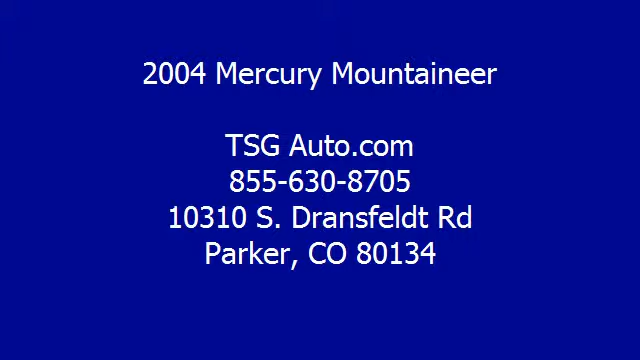 2004 Mercury Mountaineer
TSG Auto.com
855-630-8705
10310 S. Dransfeldt Rd
Parker, CO 80134